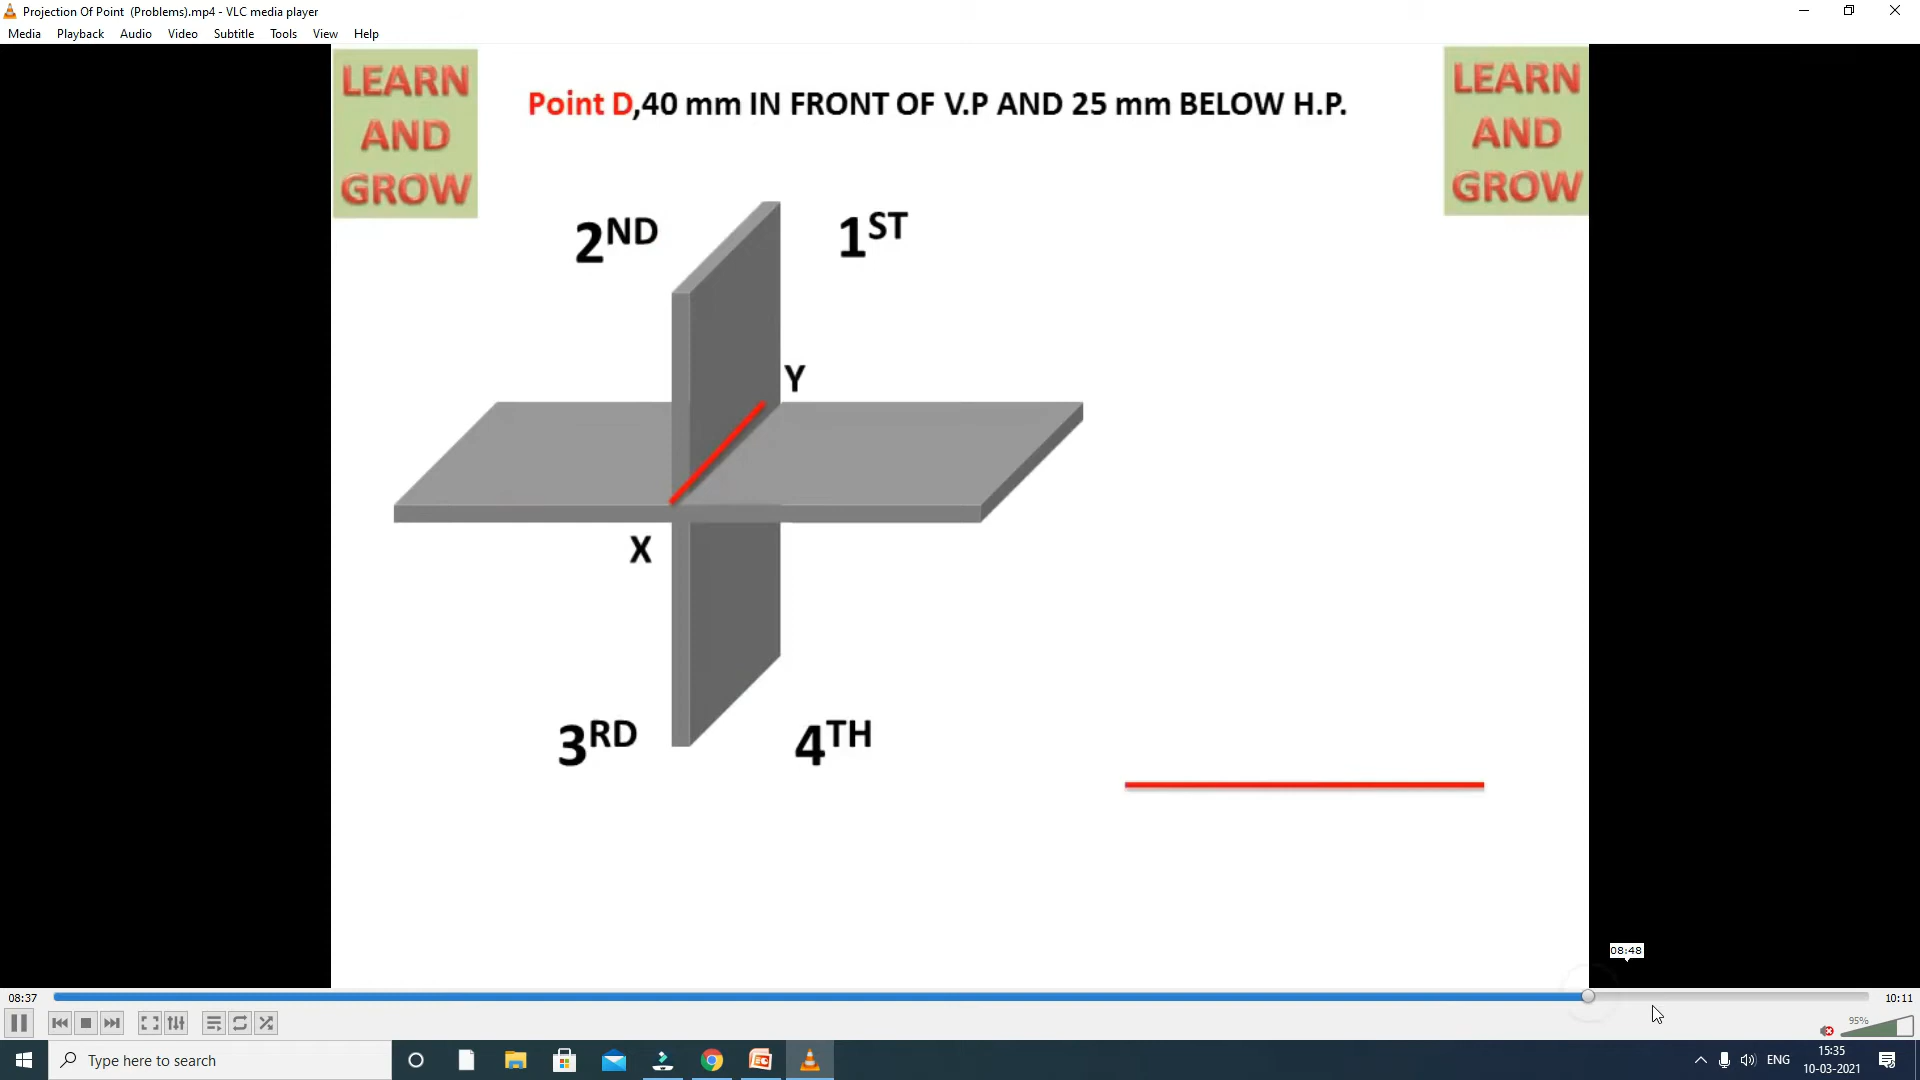 Projection Of Point  (Problems).mp4 - VLC media player
Media Playback Audio Video Subtitle Tools View Help
LEARN
AND
GROW
Point D,40 mm IN FRONT OF V.P AND 25 mm BELOW H.P.
LEARN
AND
GROW
2ND
1ST
Y
X
3RD
4TH
08:48
08:37
10:11
95%
Type here to search
ENG
15:35
10-03-2021